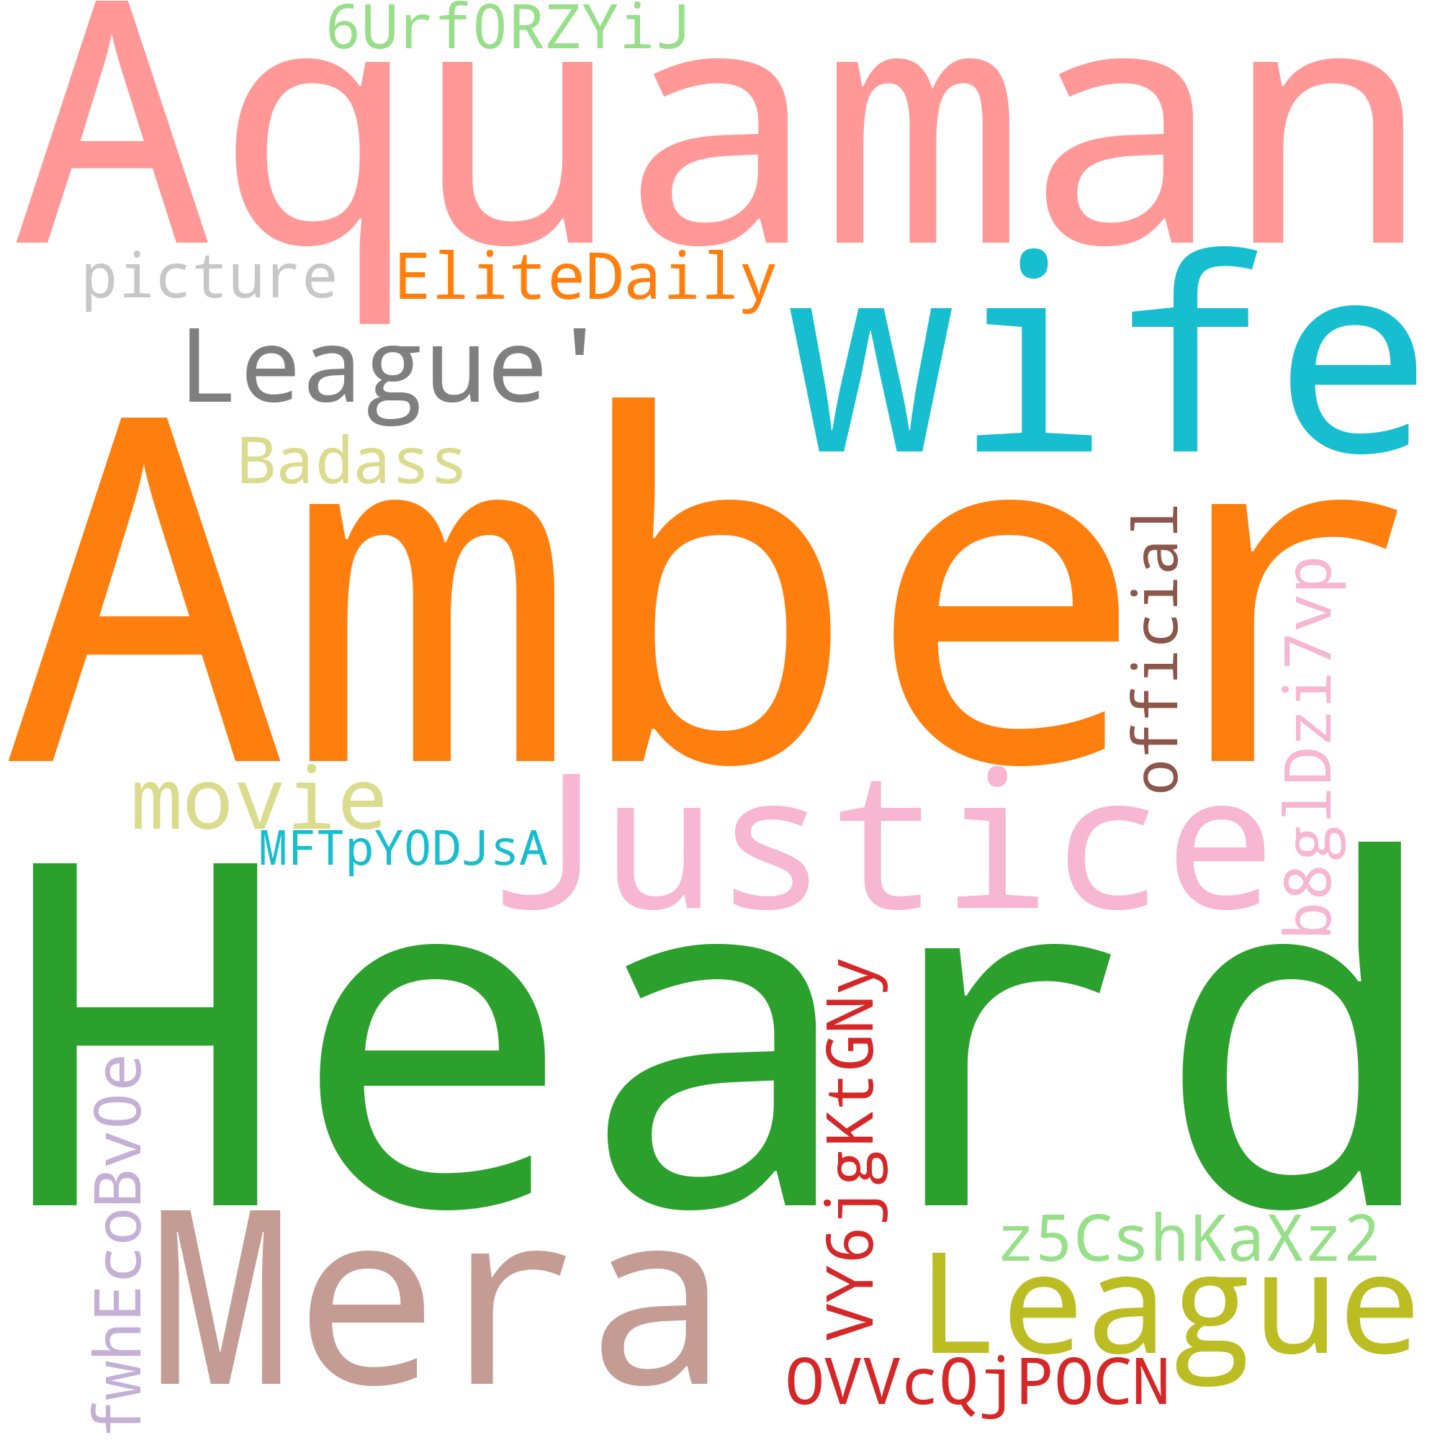 6Urf0RZYiJ
Aquaman
picture
EliteDaily
wife
League'
Badass
Amber
official
b8glDzi7vp
movie
MFTpY0DJsA
Justice
Heard
VY6jgKtGNy
fwhEcoBv0e
Mera
z5CshKaXz2
League
OVVcQjPOCN